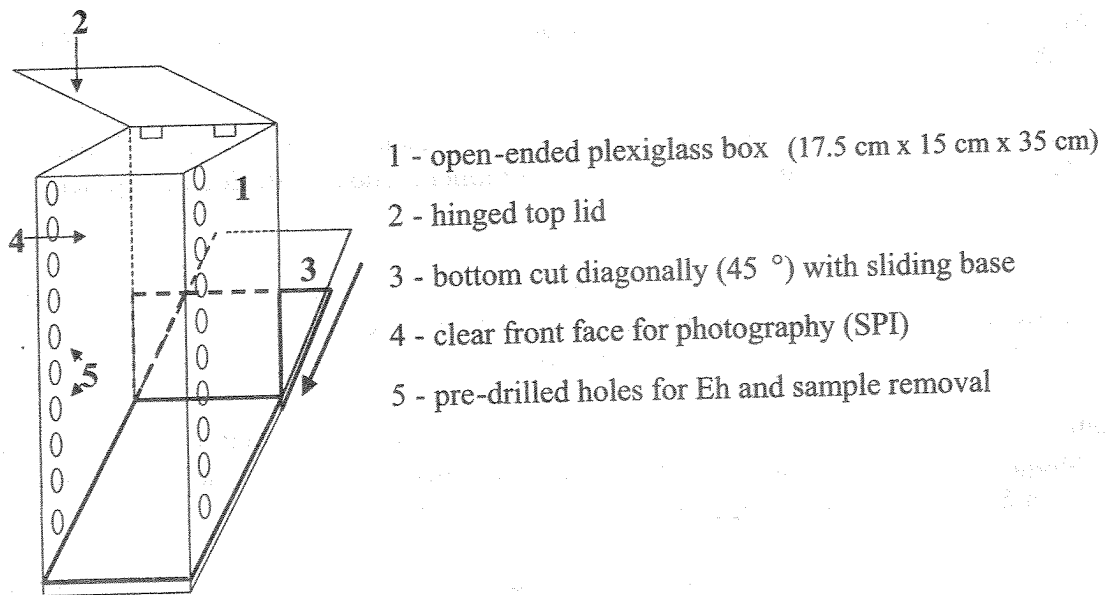 2
1 - open-ended plexiglass box (17.5 cm x 15 cm x 35 cm)
1
2 - hinged top lid
4
3
3 - bottom cut diagonally (45 °) with sliding base
4 - clear front face for photography (SPI)
5
5 - pre-drilled holes for Eh and sample removal